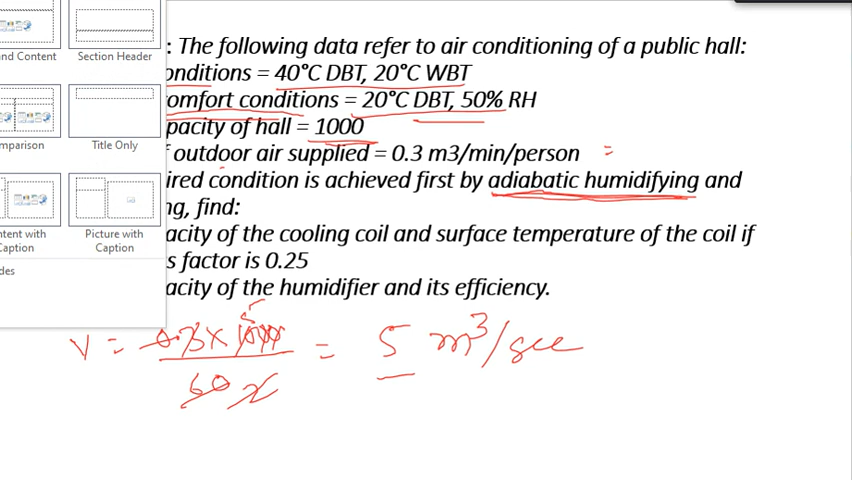 nd Content
Section Header
mparison
Title Only
ntent with
Caption
Picture with
Caption
des
: The following data refer to air conditioning of a public hall:
onditions = 40°C DBT, 20°C WBT
omfort conditions = 20°C DBT, 50% RH
pacity of hall = 1000
f outdoor air supplied = 0.3 m3/min/person =
ired condition is achieved first by adiabatic humidifying and
ng, find:
acity of the cooling coil and surface temperature of the coil if
s factor is 0.25
acity of the humidifier and its efficiency.
V = 0.3 x 1000 / 60 = 5 m³/sec